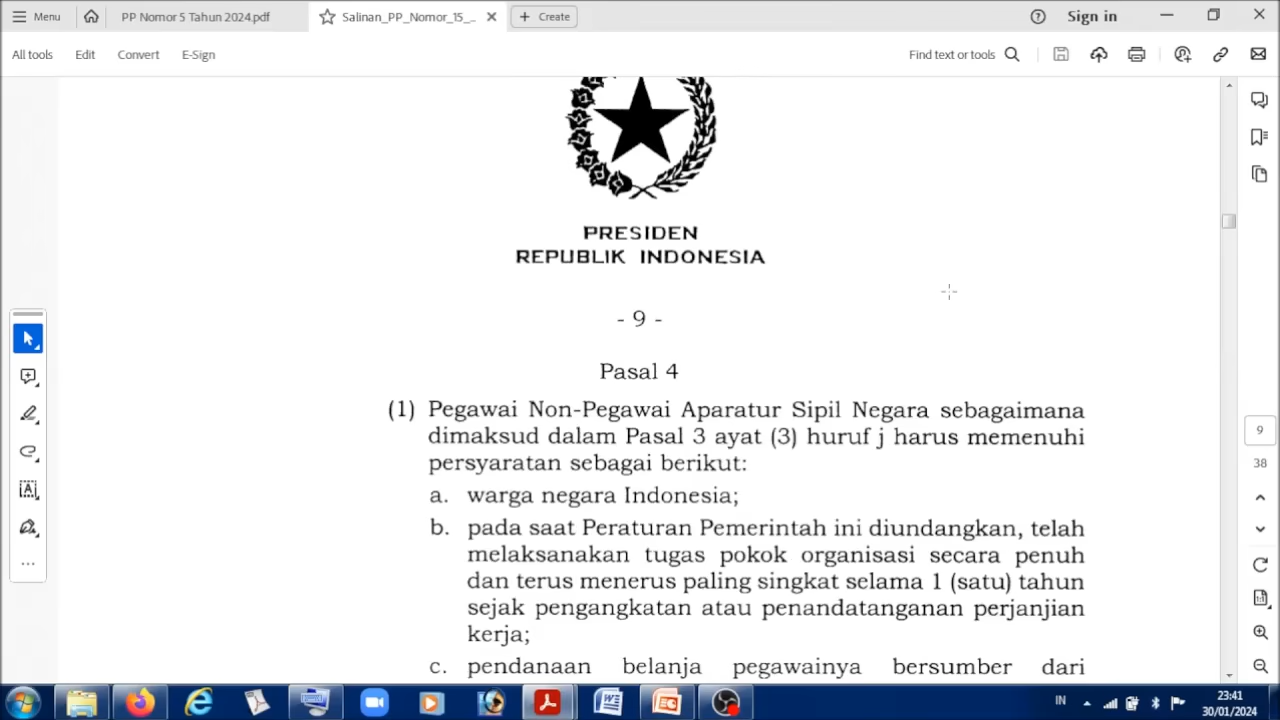 Menu
PP Nomor 5 Tahun 2024.pdf
Salinan_PP_Nomor_15_...
Create
Sign in
All tools
Edit
Convert
E-Sign
Find text or tools
PRESIDEN
REPUBLIK INDONESIA
- 9 -
Pasal 4
(1) Pegawai Non-Pegawai Aparatur Sipil Negara sebagaimana
dimaksud dalam Pasal 3 ayat (3) huruf j harus memenuhi
persyaratan sebagai berikut:
a. warga negara Indonesia;
b. pada saat Peraturan Pemerintah ini diundangkan, telah
melaksanakan tugas pokok organisasi secara penuh
dan terus menerus paling singkat selama 1 (satu) tahun
sejak pengangkatan atau penandatanganan perjanjian
kerja;
c. pendanaan belanja pegawainya bersumber dari
9
38
IN
23:41
30/01/2024